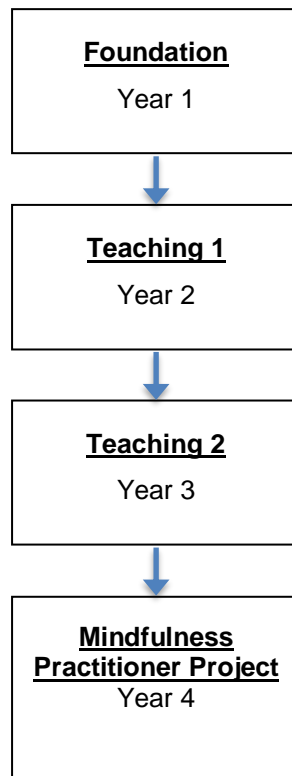 Foundation
Year 1
Teaching 1
Year 2
Teaching 2
Year 3
Mindfulness
Practitioner Project
Year 4